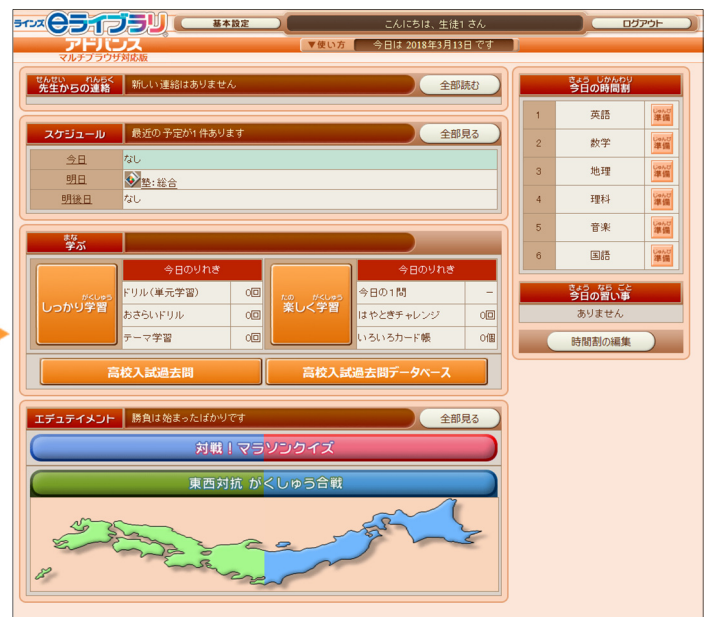 ラインズ eライブラリ
アドバンス
マルチブラウザ対応版
基本設定
こんにちは、生徒1 さん
ログアウト
▼使い方
今日は 2018年3月13日 です
せんせい れんらく
先生からの連絡
新しい連絡はありません
全部読む
スケジュール
最近の予定が1件あります
全部見る
今日 なし
明日 塾:総合
明後日 なし
まな
学ぶ
がくしゅう
しっかり学習
今日のりれき
ドリル(単元学習) 0回
おさらいドリル 0回
テーマ学習 0回
たの がくしゅう
楽しく学習
今日のりれき
今日の1問 −
はやときチャレンジ 0回
いろいろカード帳 0個
高校入試過去問
高校入試過去問データベース
エデュテイメント
勝負は始まったばかりです
全部見る
対戦!マラソンクイズ
東西対抗 がくしゅう合戦
きょう じかんわり
今日の時間割
1 英語 じゅんび 準備
2 数学 じゅんび 準備
3 地理 じゅんび 準備
4 理科 じゅんび 準備
5 音楽 じゅんび 準備
6 国語 じゅんび 準備
きょう なら ごと
今日の習い事
ありません
時間割の編集